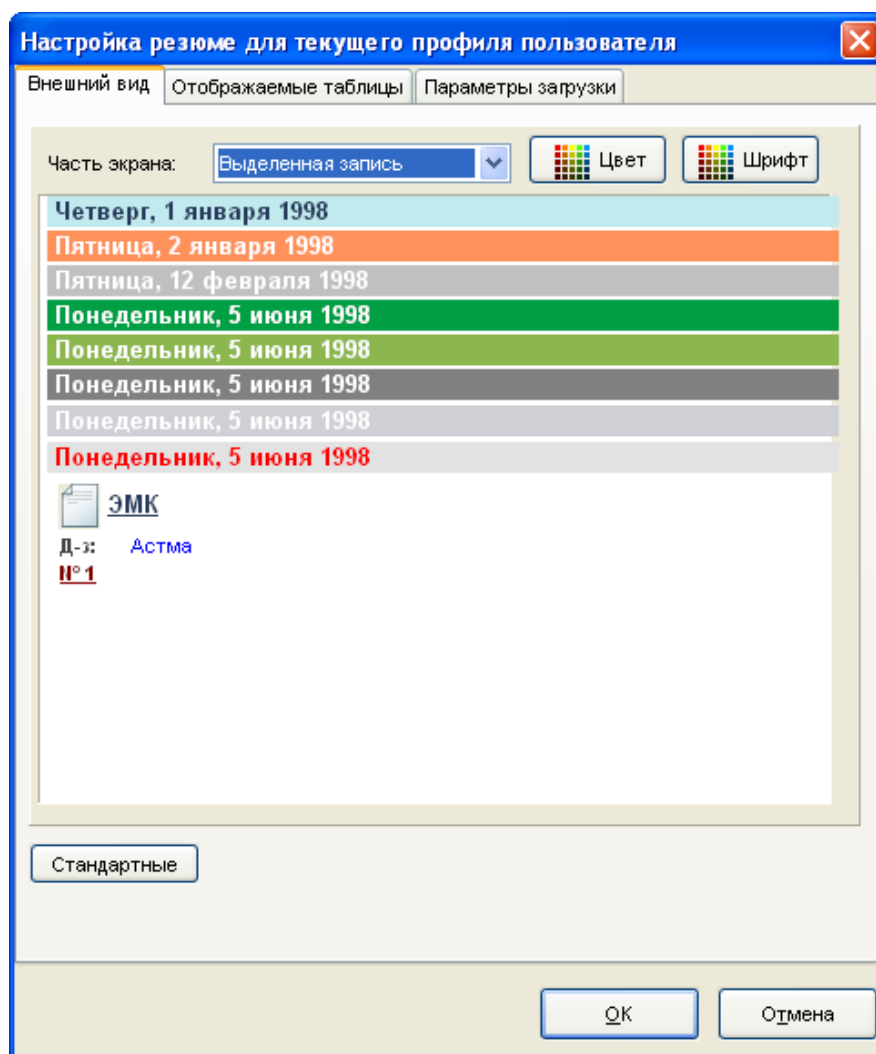 Настройка резюме для текущего профиля пользователя
Внешний вид Отображаемые таблицы Параметры загрузки
Часть экрана: Выделенная запись Цвет Шрифт
Четверг, 1 января 1998
Пятница, 2 января 1998
Пятница, 12 февраля 1998
Понедельник, 5 июня 1998
Понедельник, 5 июня 1998
Понедельник, 5 июня 1998
Понедельник, 5 июня 1998
Понедельник, 5 июня 1998
ЭМК
Д-з: Астма
N° 1
Стандартные
OK Отмена